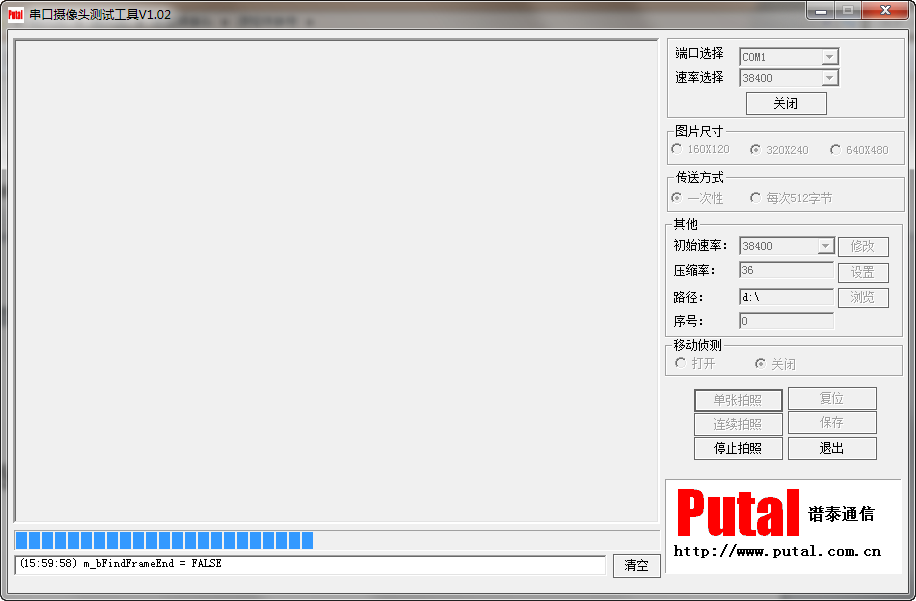 Putal 串口摄像头测试工具V1.02
端口选择 COM1
速率选择 38400
关闭
图片尺寸
160X120 320X240 640X480
传送方式
一次性 每次512字节
其他
初始速率: 38400 修改
压缩率: 36 设置
路径: d:\ 浏览
序号: 0
移动侦测
打开 关闭
单张拍照 复位
连续拍照 保存
停止拍照 退出
Putal 谱泰通信
http://www.putal.com.cn
(15:59:58) m_bFindFrameEnd = FALSE
清空